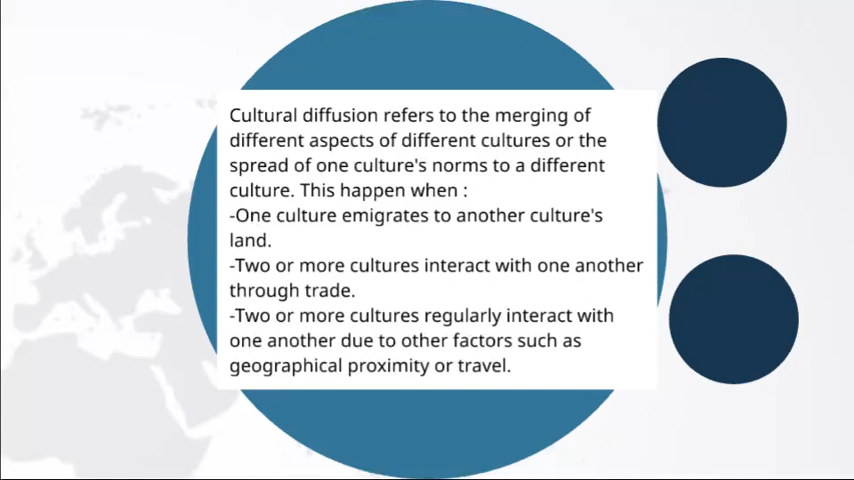 Cultural diffusion refers to the merging of
different aspects of different cultures or the
spread of one culture's norms to a different
culture. This happen when :
-One culture emigrates to another culture's
land.
-Two or more cultures interact with one another
through trade.
-Two or more cultures regularly interact with
one another due to other factors such as
geographical proximity or travel.